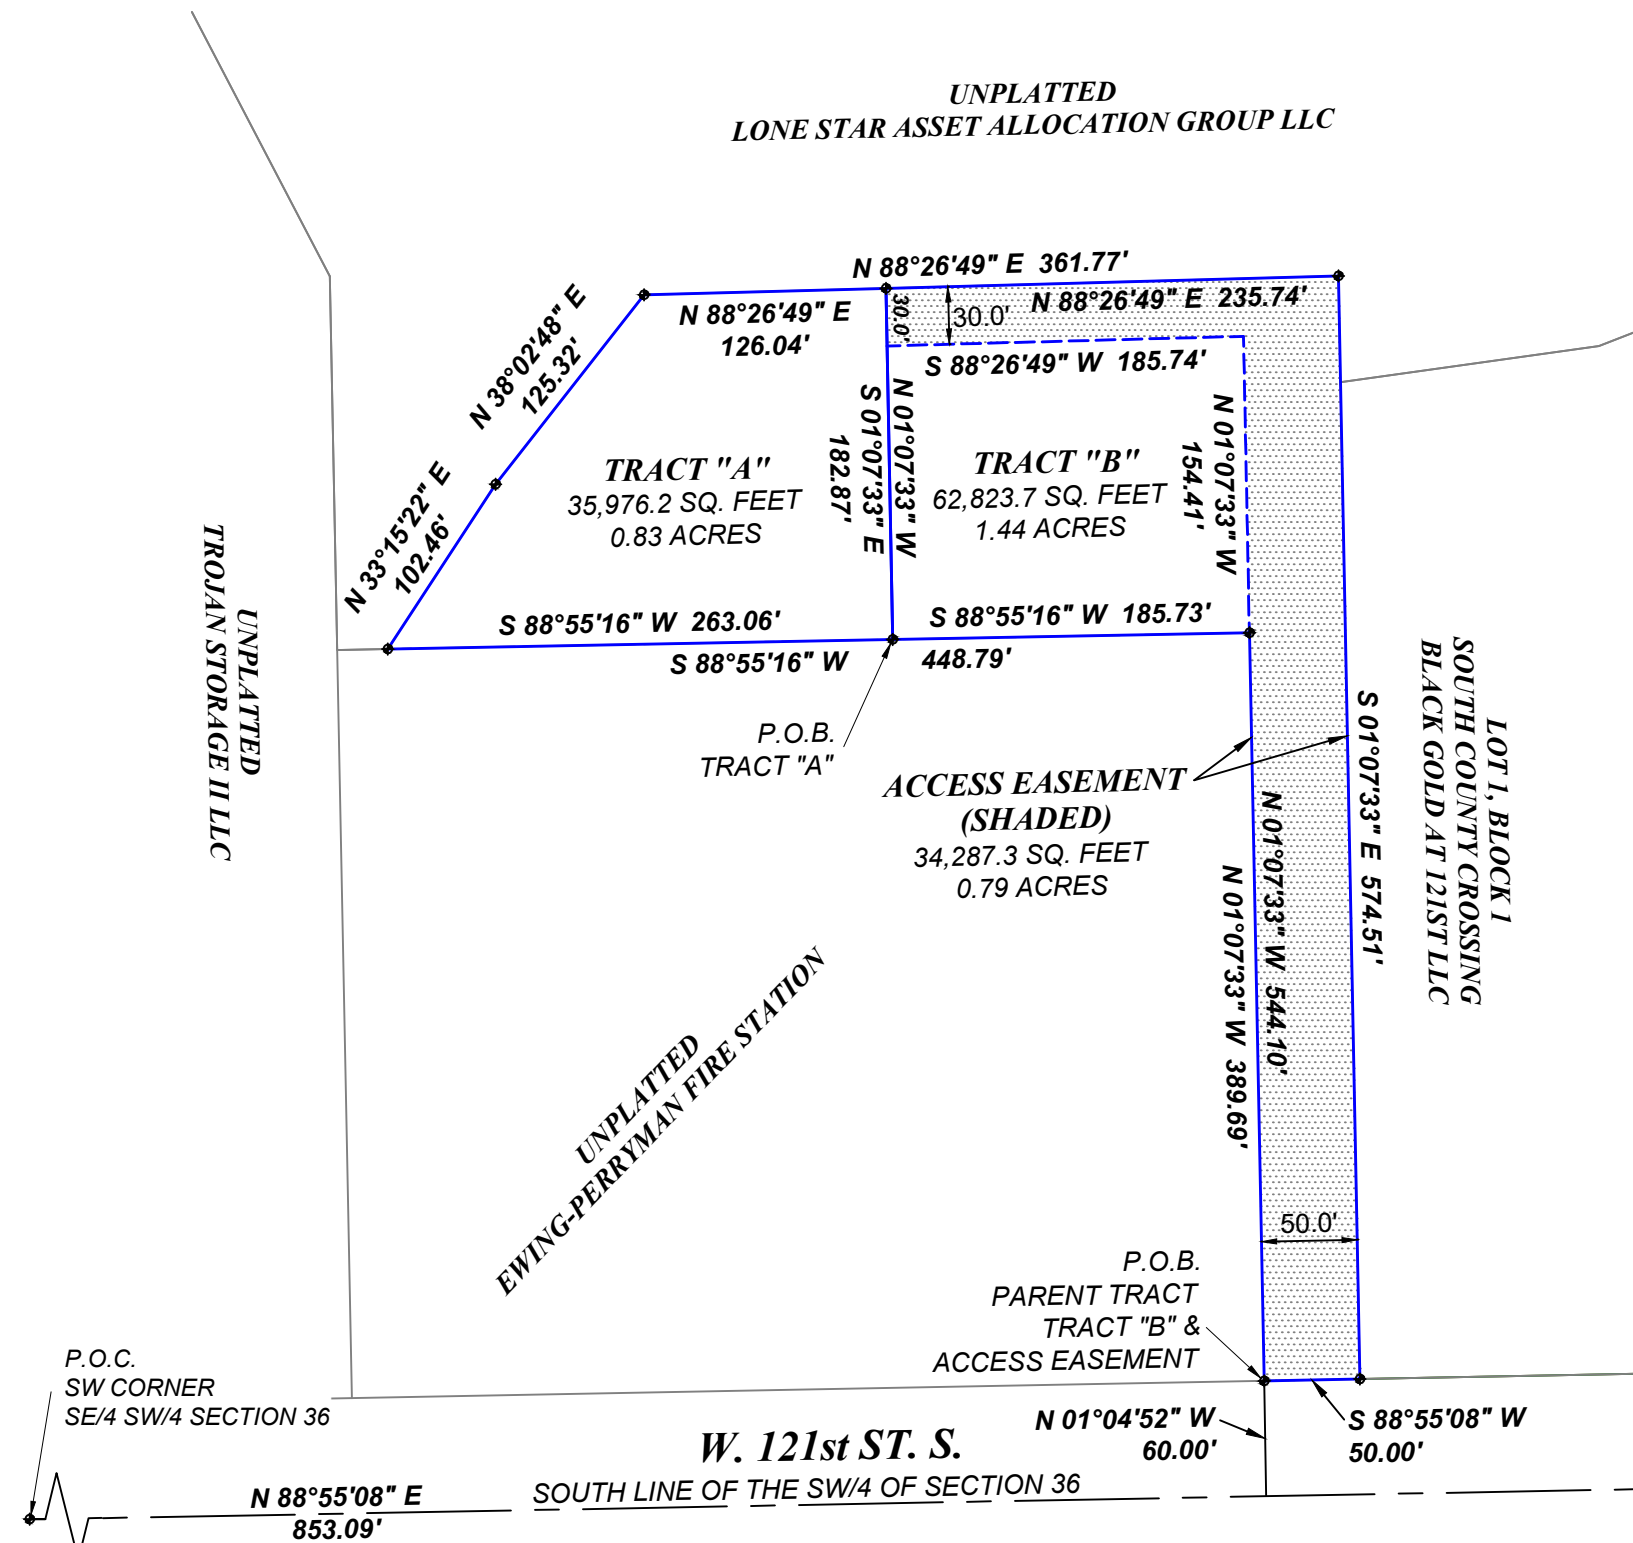 UNPLATTED
LONE STAR ASSET ALLOCATION GROUP LLC
N 88°26'49" E 361.77'
N 88°26'49" E 235.74'
N 88°26'49" E
126.04'
30.0'
30.0'
S 88°26'49" W 185.74'
N 38°02'48" E
125.32'
N 33°15'22" E
102.46'
TRACT "A"
35,976.2 SQ. FEET
0.83 ACRES
S 01°07'33" E
182.87'
N 01°07'33" W
TRACT "B"
62,823.7 SQ. FEET
1.44 ACRES
N 01°07'33" W
154.41'
S 88°55'16" W 263.06'
S 88°55'16" W 185.73'
S 88°55'16" W 448.79'
P.O.B.
TRACT "A"
UNPLATTED
TROJAN STORAGE II LLC
ACCESS EASEMENT
(SHADED)
34,287.3 SQ. FEET
0.79 ACRES
N 01°07'33" W 544.10'
N 01°07'33" W 389.69'
S 01°07'33" E 574.51'
LOT 1, BLOCK 1
SOUTH COUNTY CROSSING
BLACK GOLD AT 121ST LLC
UNPLATTED
EWING-PERRYMAN FIRE STATION
50.0'
P.O.B.
PARENT TRACT
TRACT "B" &
ACCESS EASEMENT
P.O.C.
SW CORNER
SE/4 SW/4 SECTION 36
N 01°04'52" W
60.00'
S 88°55'08" W
50.00'
W. 121st ST. S.
SOUTH LINE OF THE SW/4 OF SECTION 36
N 88°55'08" E
853.09'